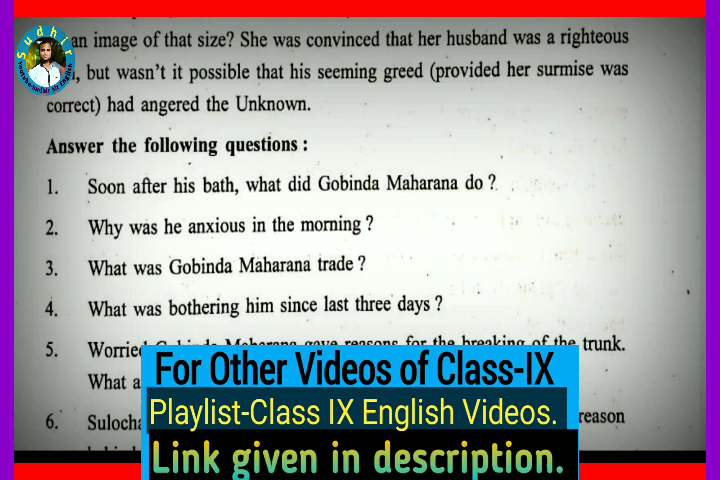 Sudhir
an image of that size? She was convinced that her husband was a righteous
, but wasn't it possible that his seeming greed (provided her surmise was
correct) had angered the Unknown.
Answer the following questions :
1. Soon after his bath, what did Gobinda Maharana do ?
2. Why was he anxious in the morning ?
3. What was Gobinda Maharana trade ?
4. What was bothering him since last three days ?
5. Worried Gobinda Maharana gave reasons for the breaking of the trunk.
What a
6. Sulocha reason
For Other Videos of Class-IX
Playlist-Class IX English Videos.
Link given in description.